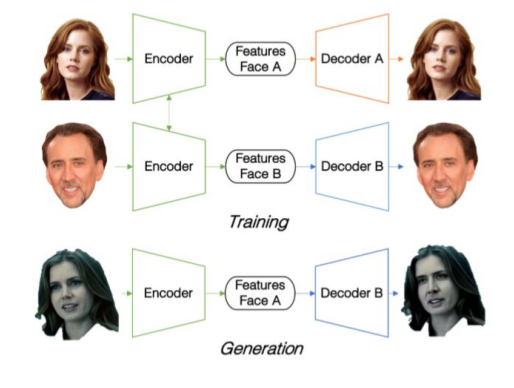 Encoder
Features
Face A
Decoder A
Encoder
Features
Face B
Decoder B
Training
Encoder
Features
Face A
Decoder B
Generation